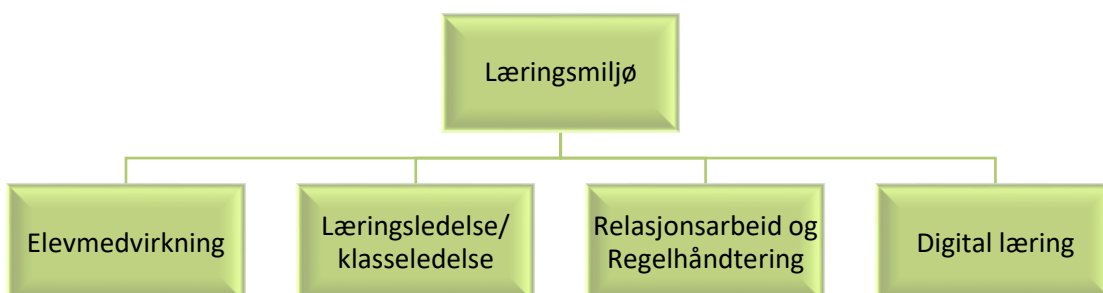 Læringsmiljø
Elevmedvirkning
Læringsledelse/
klasseledelse
Relasjonsarbeid og
Regelhåndtering
Digital læring